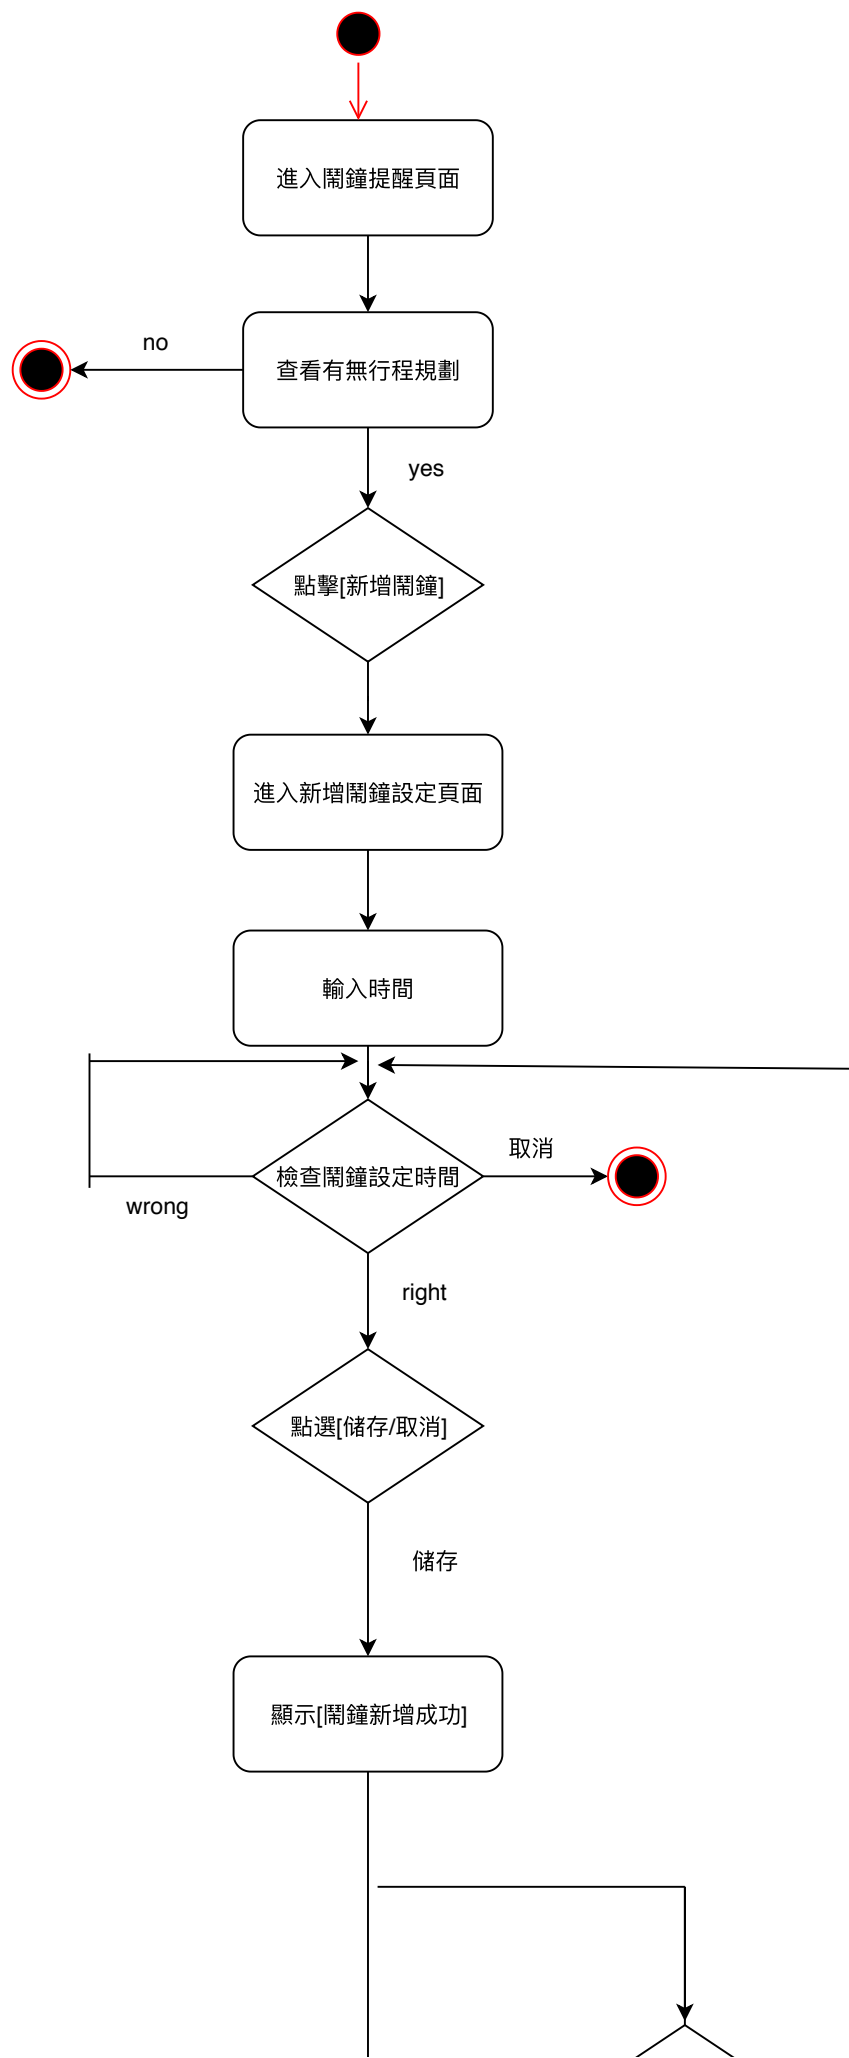 進入鬧鐘提醒頁面
no
查看有無行程規劃
yes
點擊[新增鬧鐘]
進入新增鬧鐘設定頁面
輸入時間
取消
檢查鬧鐘設定時間
wrong
right
點選[储存/取消]
储存
顯示[鬧鐘新增成功]